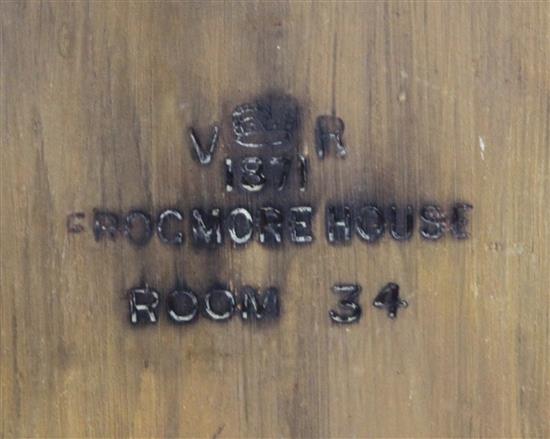 V R
1871
FROGMORE HOUSE
ROOM 34